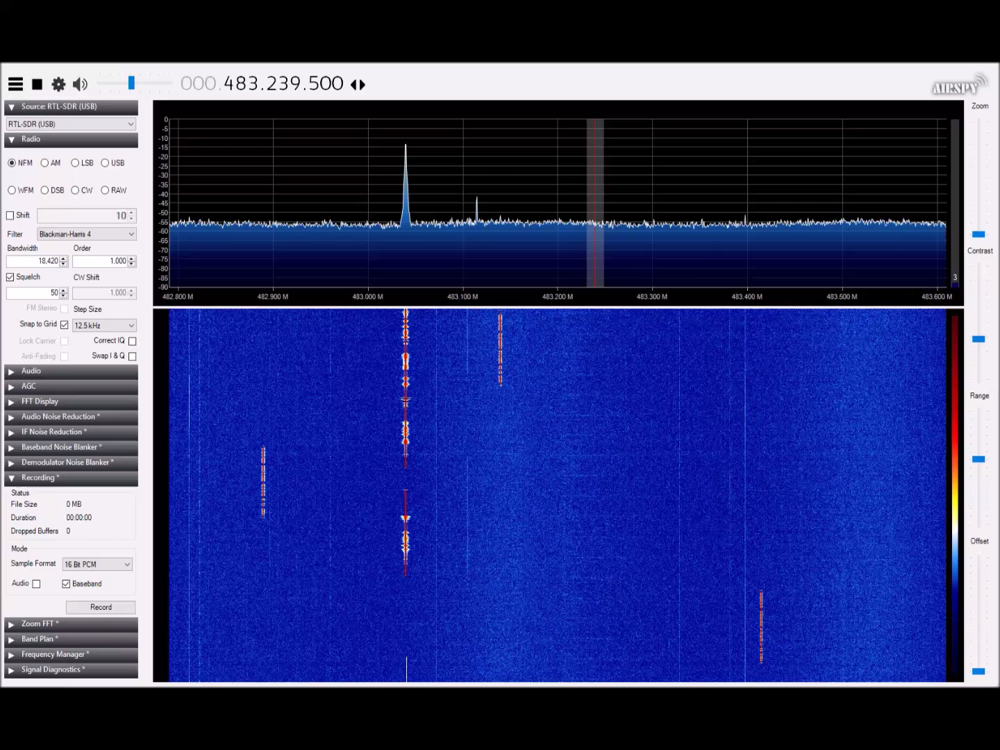 000.483.239.500
AIRSPY
Source: RTL-SDR (USB)
RTL-SDR (USB)
Radio
NFM AM LSB USB
WFM DSB CW RAW
Shift 10
Filter Blackman-Harris 4
Bandwidth Order
18,420 1,000
Squelch CW Shift
50 1,000
FM Stereo Step Size
Snap to Grid 12.5 kHz
Lock Carrier Correct IQ
Anti-Fading Swap I & Q
Audio
AGC
FFT Display
Audio Noise Reduction *
IF Noise Reduction *
Baseband Noise Blanker *
Demodulator Noise Blanker *
Recording *
Status
File Size 0 MB
Duration 00:00:00
Dropped Buffers 0
Mode
Sample Format 16 Bit PCM
Audio Baseband
Record
Zoom FFT *
Band Plan *
Frequency Manager *
Signal Diagnostics *
0
-5
-10
-15
-20
-25
-30
-35
-40
-45
-50
-55
-60
-65
-70
-75
-80
-85
-90
482.800 M 482.900 M 483.000 M 483.100 M 483.200 M 483.300 M 483.400 M 483.500 M 483.600 M
3
Zoom
Contrast
Range
Offset